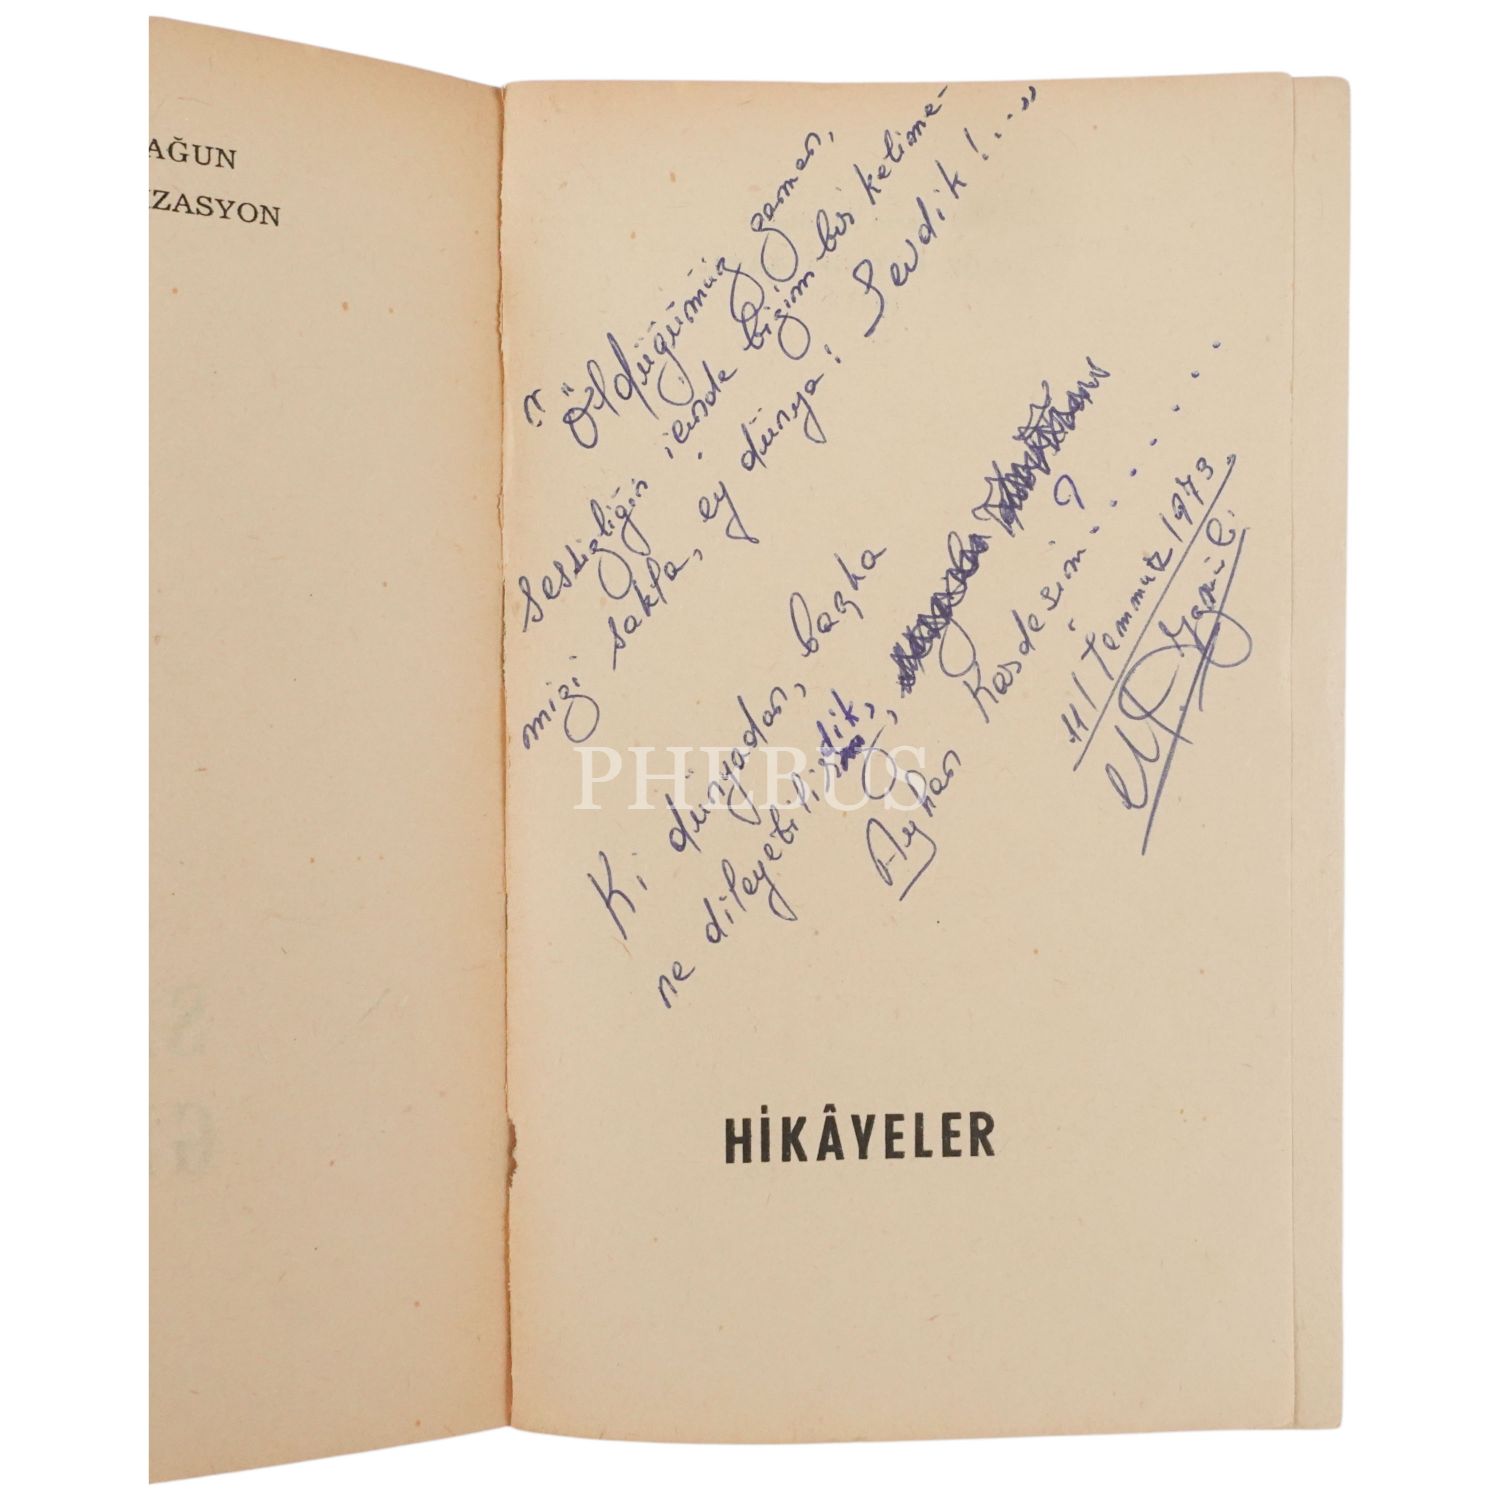 AĞUN
İZASYON
" Öldüğümüz zaman,
sessizliğin içinde bizim bir kelime-
mizi sakla, ey dünya! Sevdik!..."
Ki dünyadan, başka
ne dileyebilirdik,
Ayhan Kardeşim?.......
11/Temmuz 1973
HİKÂYELER
PHEBUS